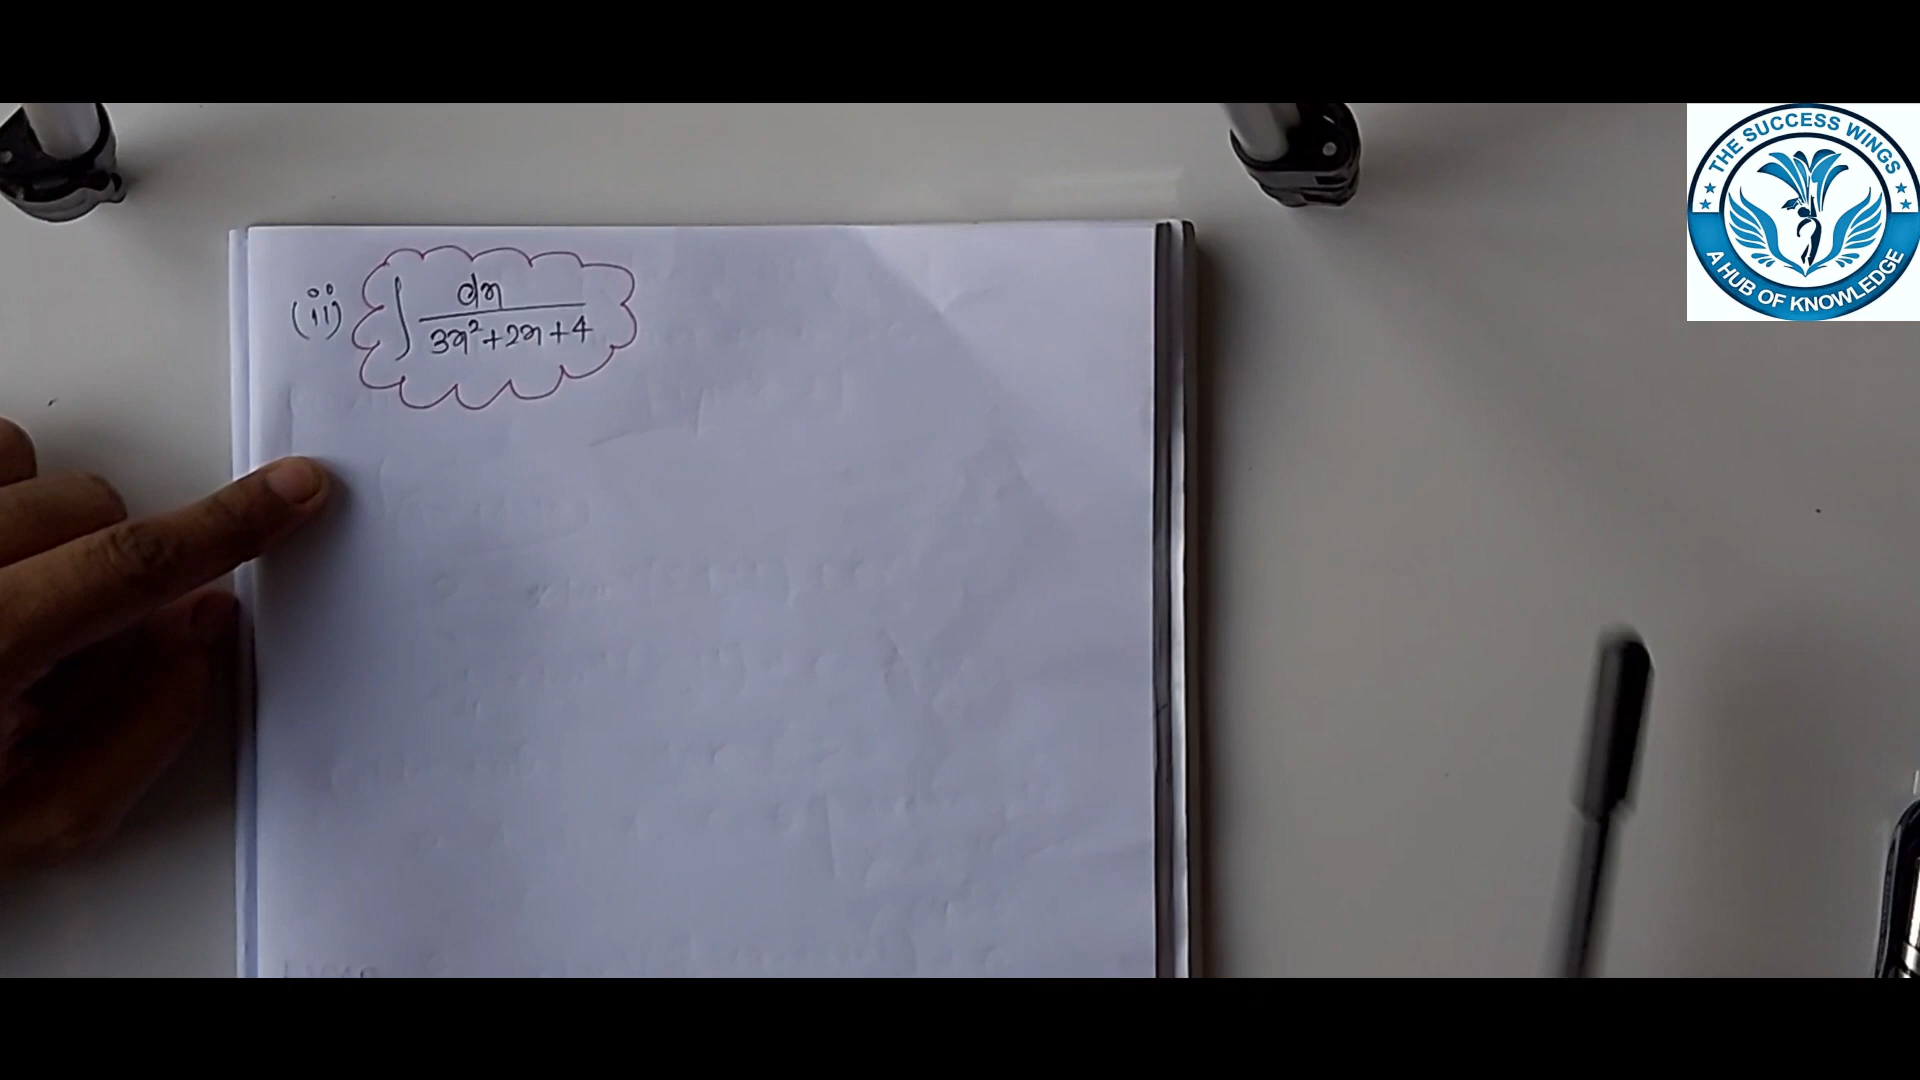 (ii) ∫ dx
3x²+2x+4
THE SUCCESS WINGS
A HUB OF KNOWLEDGE